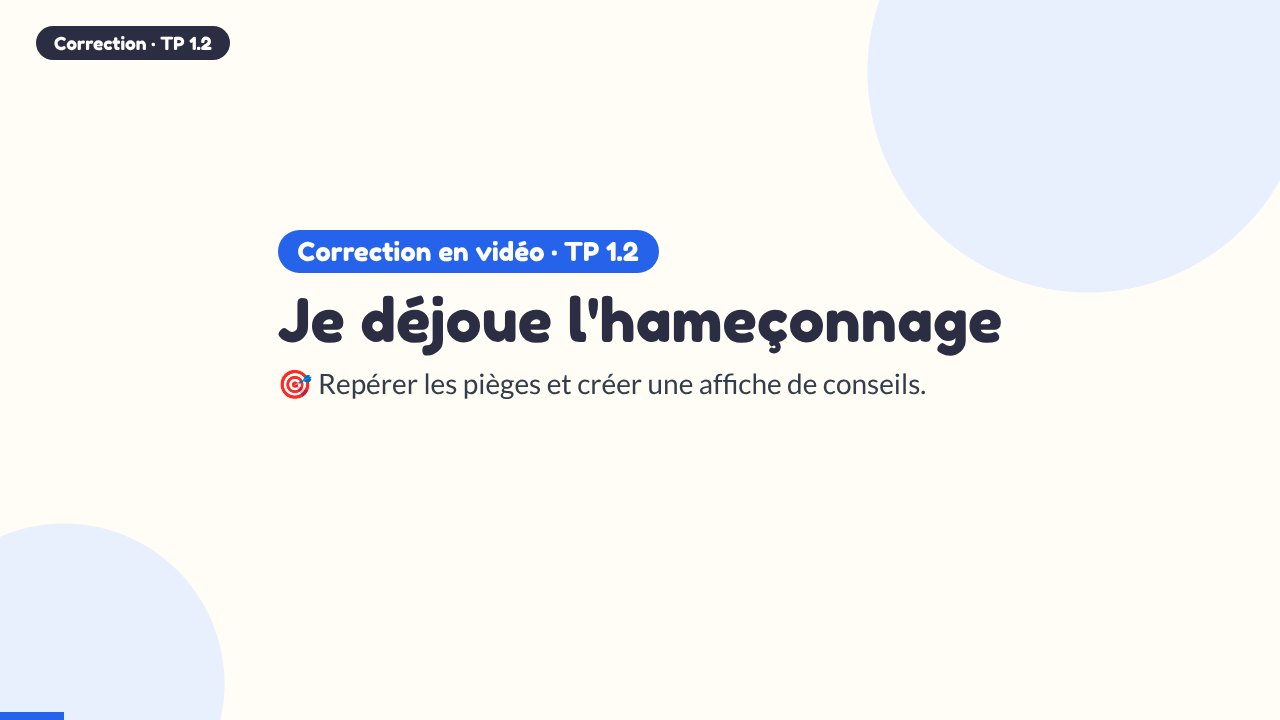 Correction · TP 1.2
Correction en vidéo · TP 1.2
Je déjoue l'hameçonnage
🎯 Repérer les pièges et créer une affiche de conseils.